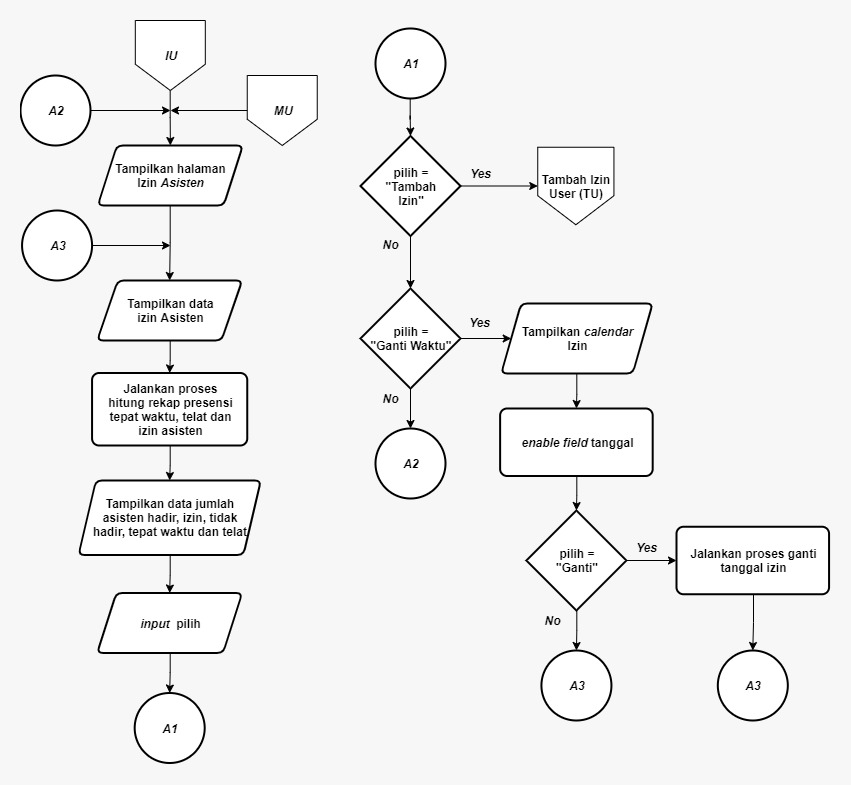 IU
A2
MU
Tampilkan halaman
Izin Asisten
A3
Tampilkan data
izin Asisten
Jalankan proses
hitung rekap presensi
tepat waktu, telat dan
izin asisten
Tampilkan data jumlah
asisten hadir, izin, tidak
hadir, tepat waktu dan telat
input pilih
A1
A1
pilih =
"Tambah
Izin"
Yes
Tambah Izin
User (TU)
No
pilih =
"Ganti Waktu"
Yes
Tampilkan calendar
Izin
No
A2
enable field tanggal
pilih =
"Ganti"
Yes
Jalankan proses ganti
tanggal izin
No
A3
A3